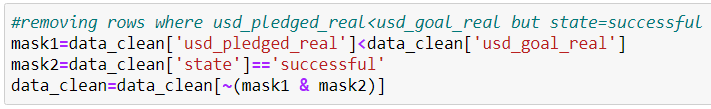 #removing rows where usd_pledged_real<usd_goal_real but state=successful
mask1=data_clean['usd_pledged_real']<data_clean['usd_goal_real']
mask2=data_clean['state']=='successful'
data_clean=data_clean[~(mask1 & mask2)]